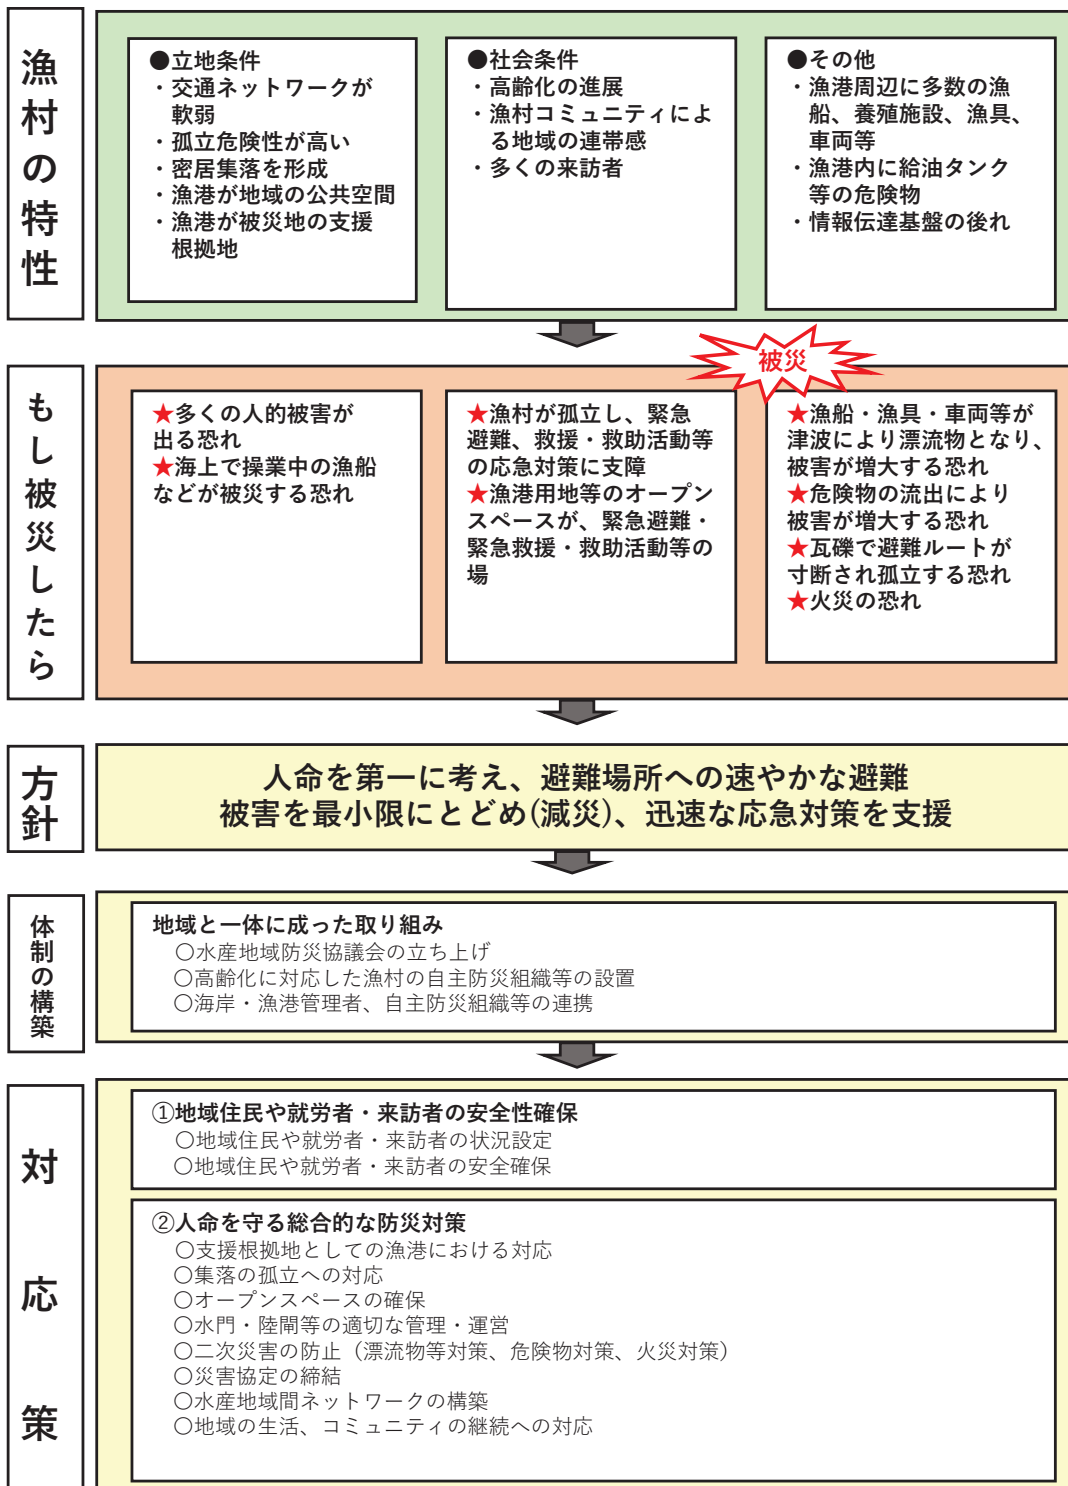 漁村の特性
●立地条件
・交通ネットワークが
軟弱
・孤立危険性が高い
・密居集落を形成
・漁港が地域の公共空間
・漁港が被災地の支援
根拠地
●社会条件
・高齢化の進展
・漁村コミュニティによ
る地域の連帯感
・多くの来訪者
●その他
・漁港周辺に多数の漁
船、養殖施設、漁具、
車両等
・漁港内に給油タンク
等の危険物
・情報伝達基盤の後れ
被災
もし被災したら
★多くの人的被害が
出る恐れ
★海上で操業中の漁船
などが被災する恐れ
★漁村が孤立し、緊急
避難、救援・救助活動等
の応急対策に支障
★漁港用地等のオープン
スペースが、緊急避難・
緊急救援・救助活動等の
場
★漁船・漁具・車両等が
津波により漂流物となり、
被害が増大する恐れ
★危険物の流出により
被害が増大する恐れ
★瓦礫で避難ルートが
寸断され孤立する恐れ
★火災の恐れ
方針
人命を第一に考え、避難場所への速やかな避難
被害を最小限にとどめ(減災)、迅速な応急対策を支援
体制の構築
地域と一体に成った取り組み
○水産地域防災協議会の立ち上げ
○高齢化に対応した漁村の自主防災組織等の設置
○海岸・漁港管理者、自主防災組織等の連携
対応策
①地域住民や就労者・来訪者の安全性確保
○地域住民や就労者・来訪者の状況設定
○地域住民や就労者・来訪者の安全確保
②人命を守る総合的な防災対策
○支援根拠地としての漁港における対応
○集落の孤立への対応
○オープンスペースの確保
○水門・陸閘等の適切な管理・運営
○二次災害の防止（漂流物等対策、危険物対策、火災対策）
○災害協定の締結
○水産地域間ネットワークの構築
○地域の生活、コミュニティの継続への対応